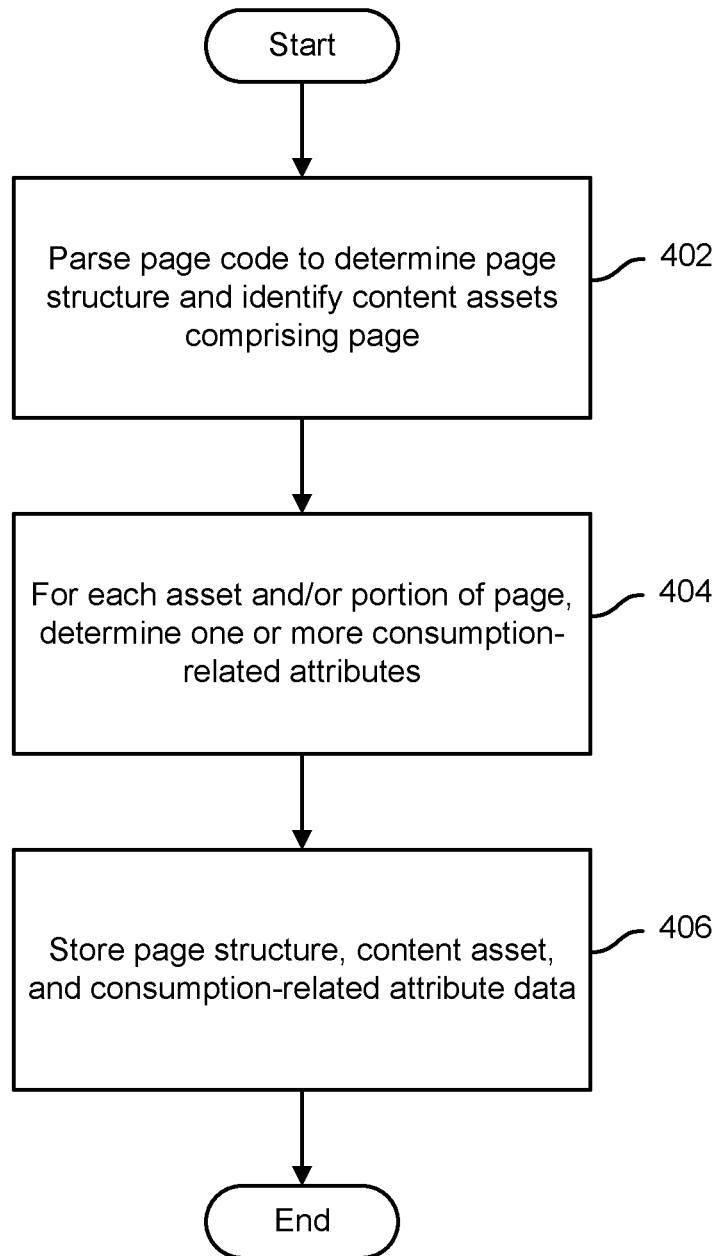 Start
Parse page code to determine page
structure and identify content assets
comprising page
402
For each asset and/or portion of page,
determine one or more consumption-
related attributes
404
Store page structure, content asset,
and consumption-related attribute data
406
End